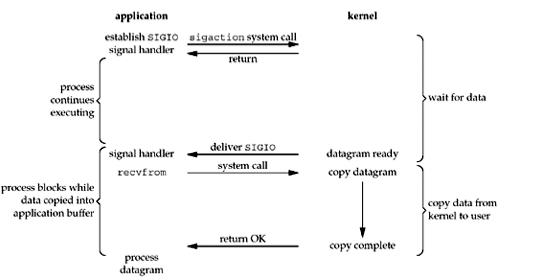 application kernel
establish SIGIO sigaction system call
signal handler return
process
continues
executing
wait for data
deliver SIGIO
signal handler datagram ready
system call
recvfrom copy datagram
process blocks while
data copied into
application buffer
copy data from
kernel to user
return OK
copy complete
process
datagram